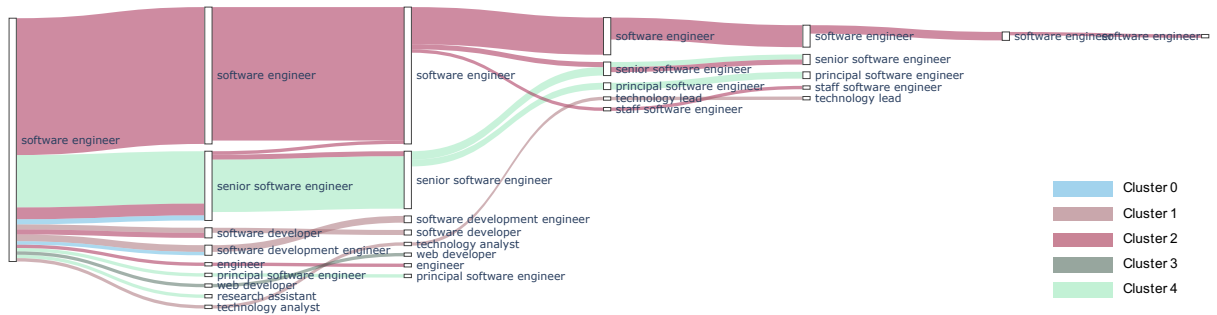 software engineer
software engineer
senior software engineer
software developer
software development engineer
engineer
principal software engineer
web developer
research assistant
technology analyst
software engineer
senior software engineer
software development engineer
software developer
technology analyst
web developer
engineer
principal software engineer
software engineer
senior software engineer
principal software engineer
technology lead
staff software engineer
software engineer
senior software engineer
principal software engineer
staff software engineer
technology lead
software engineer
software engineer
Cluster 0
Cluster 1
Cluster 2
Cluster 3
Cluster 4